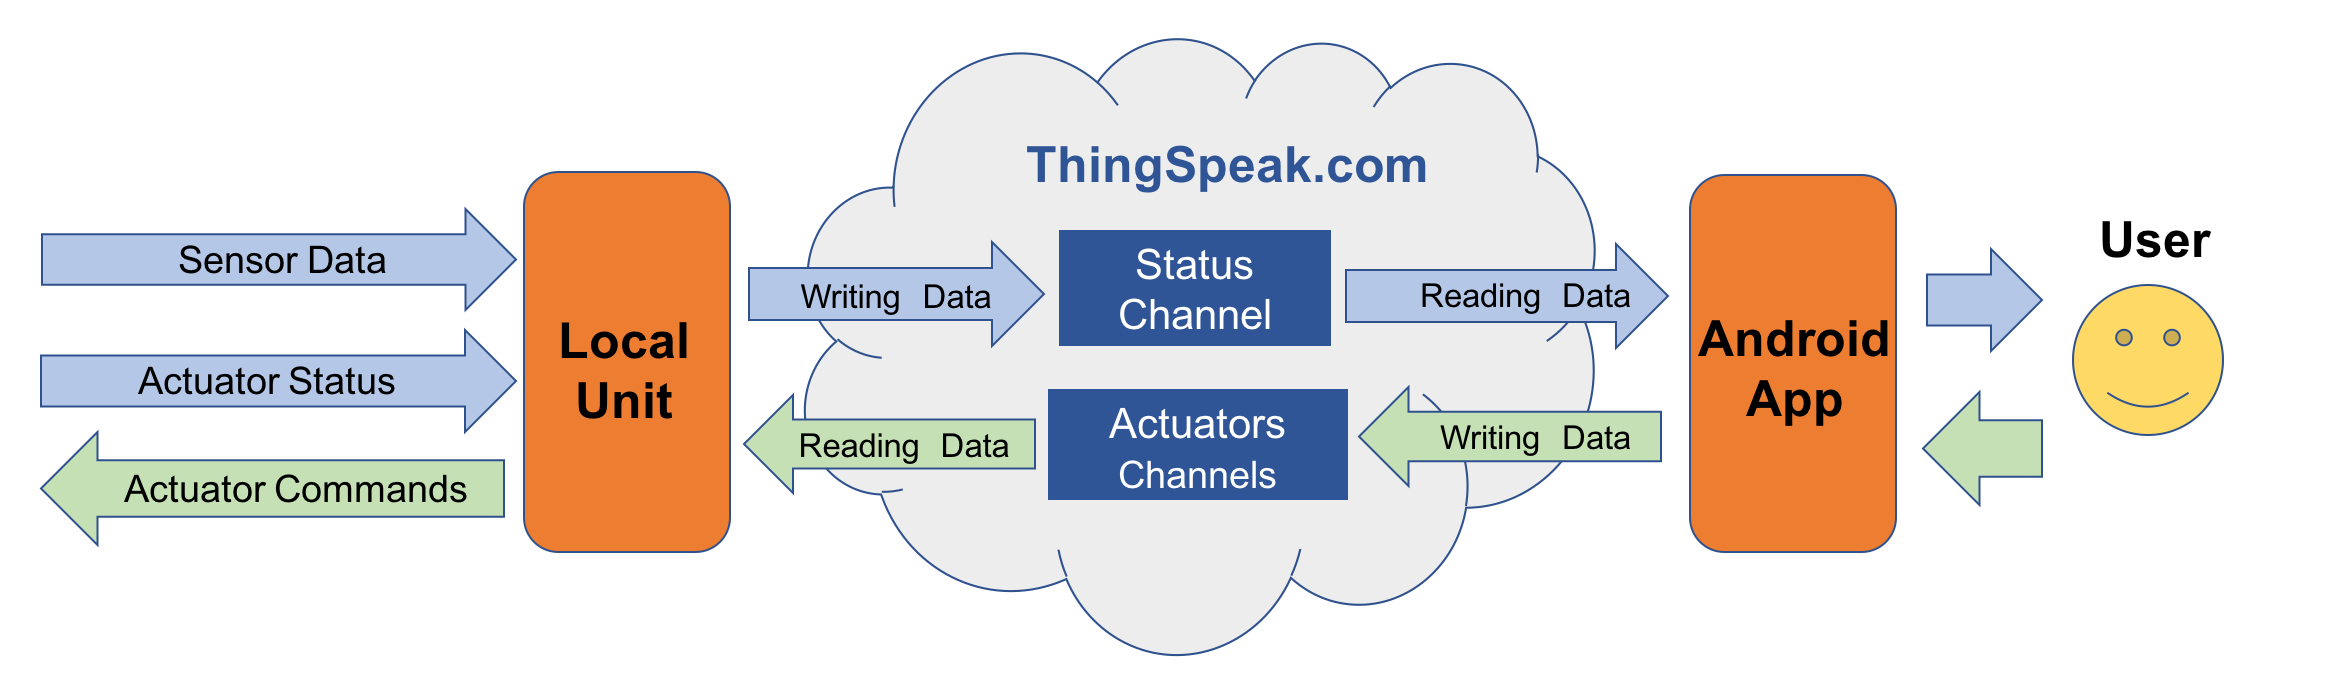 ThingSpeak.com
Sensor Data
Actuator Status
Actuator Commands
Local
Unit
Writing Data
Reading Data
Status
Channel
Actuators
Channels
Reading Data
Writing Data
Android
App
User